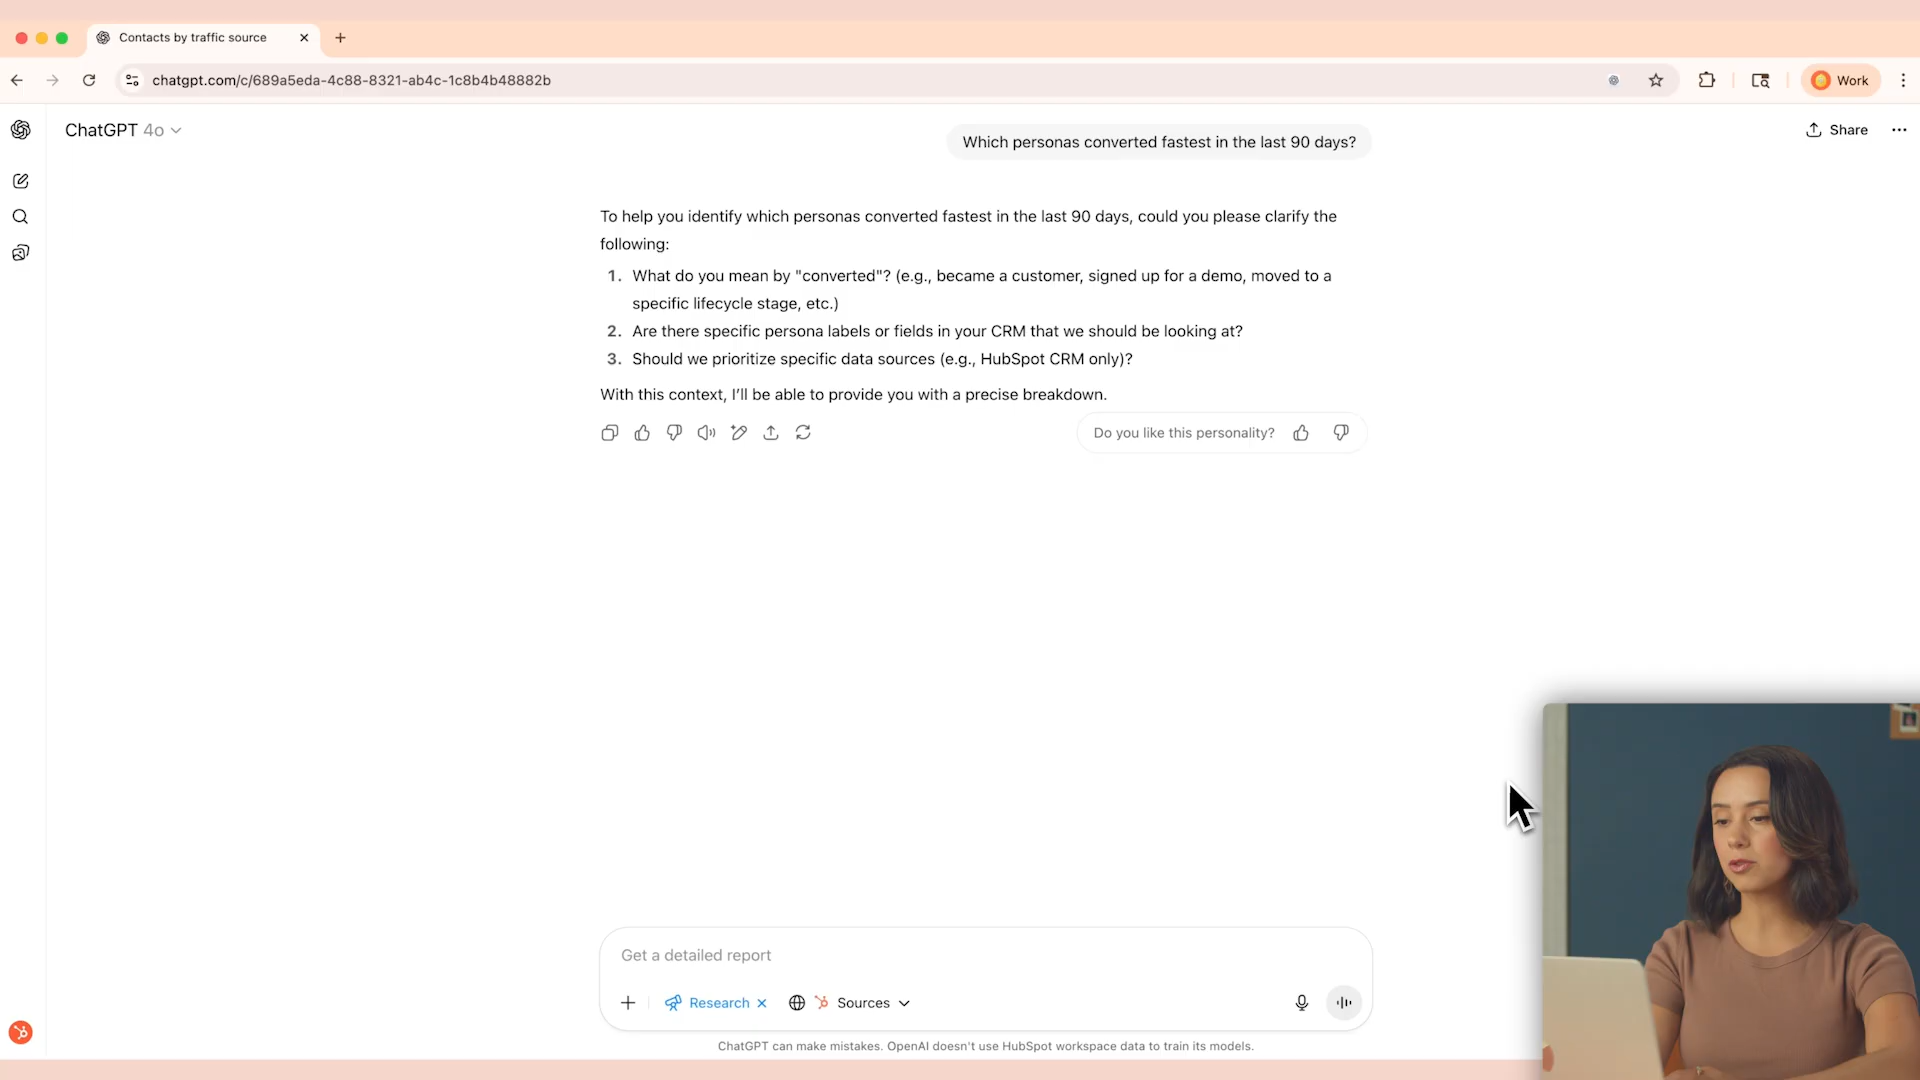 Contacts by traffic source
chatgpt.com/c/689a5eda-4c88-8321-ab4c-1c8b4b48882b
Work
ChatGPT 4o
Share
Which personas converted fastest in the last 90 days?
To help you identify which personas converted fastest in the last 90 days, could you please clarify the
following:
1. What do you mean by "converted"? (e.g., became a customer, signed up for a demo, moved to a
specific lifecycle stage, etc.)
2. Are there specific persona labels or fields in your CRM that we should be looking at?
3. Should we prioritize specific data sources (e.g., HubSpot CRM only)?
With this context, I’ll be able to provide you with a precise breakdown.
Do you like this personality?
Get a detailed report
Research
Sources
ChatGPT can make mistakes. OpenAI doesn't use HubSpot workspace data to train its models.